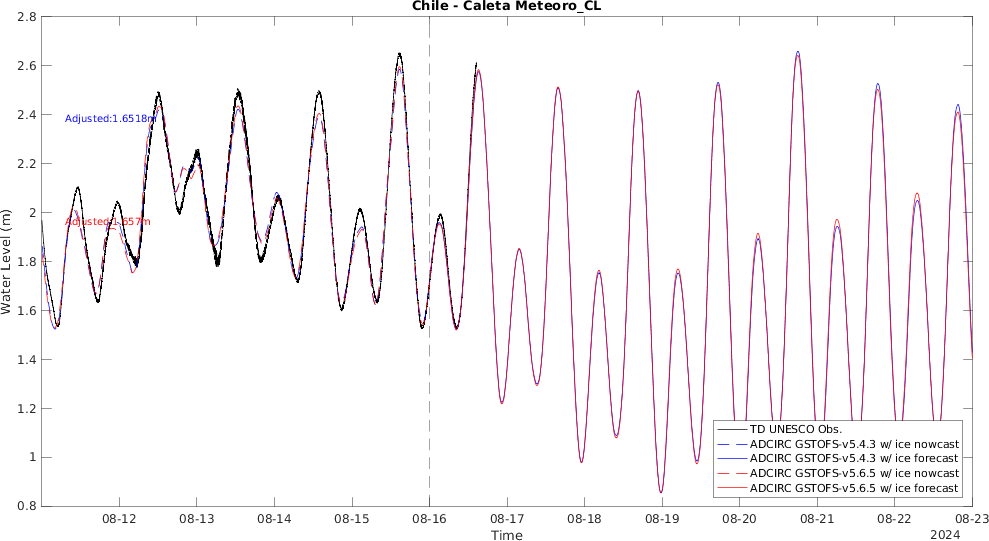 Chile - Caleta Meteoro_CL
2.8
2.6
2.4
2.2
2
1.8
1.6
1.4
1.2
1
0.8
Water Level (m)
Adjusted:1.6518m
Adjusted:1.657m
TD UNESCO Obs.
ADCIRC GSTOFS-v5.4.3 w/ ice nowcast
ADCIRC GSTOFS-v5.4.3 w/ ice forecast
ADCIRC GSTOFS-v5.6.5 w/ ice nowcast
ADCIRC GSTOFS-v5.6.5 w/ ice forecast
08-12 08-13 08-14 08-15 08-16 08-17 08-18 08-19 08-20 08-21 08-22 08-23
Time
2024